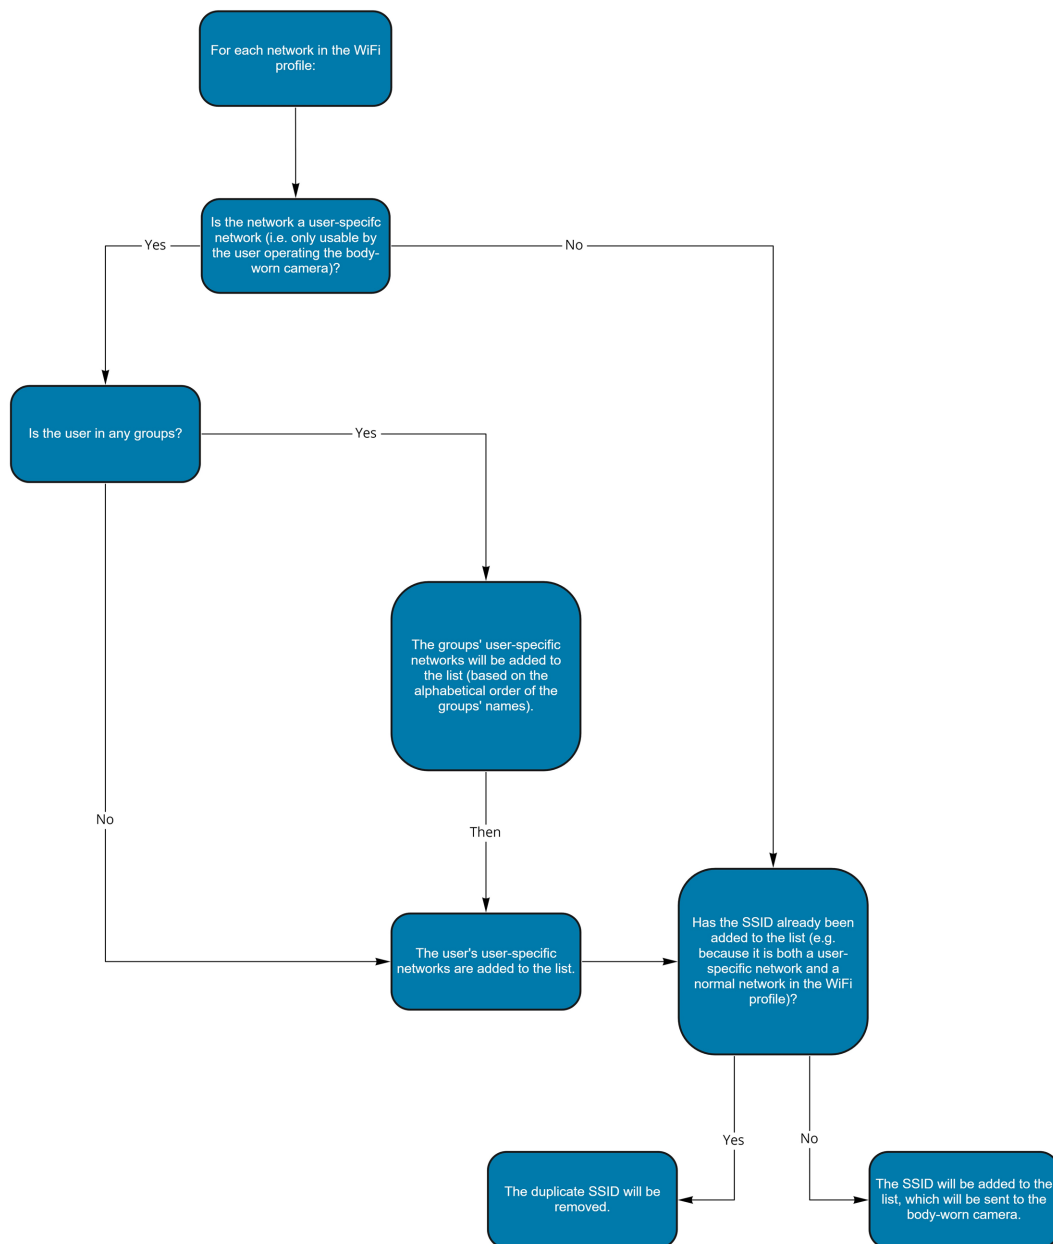 For each network in the WiFi
profile:
Is the network a user-specifc
network (i.e. only usable by
the user operating the body-
worn camera)?
Yes
No
Is the user in any groups?
Yes
The groups' user-specific
networks will be added to
the list (based on the
alphabetical order of the
groups' names).
No
Then
The user's user-specific
networks are added to the list.
Has the SSID already been
added to the list (e.g.
because it is both a user-
specific network and a
normal network in the WiFi
profile)?
Yes
No
The duplicate SSID will be
removed.
The SSID will be added to the
list, which will be sent to the
body-worn camera.